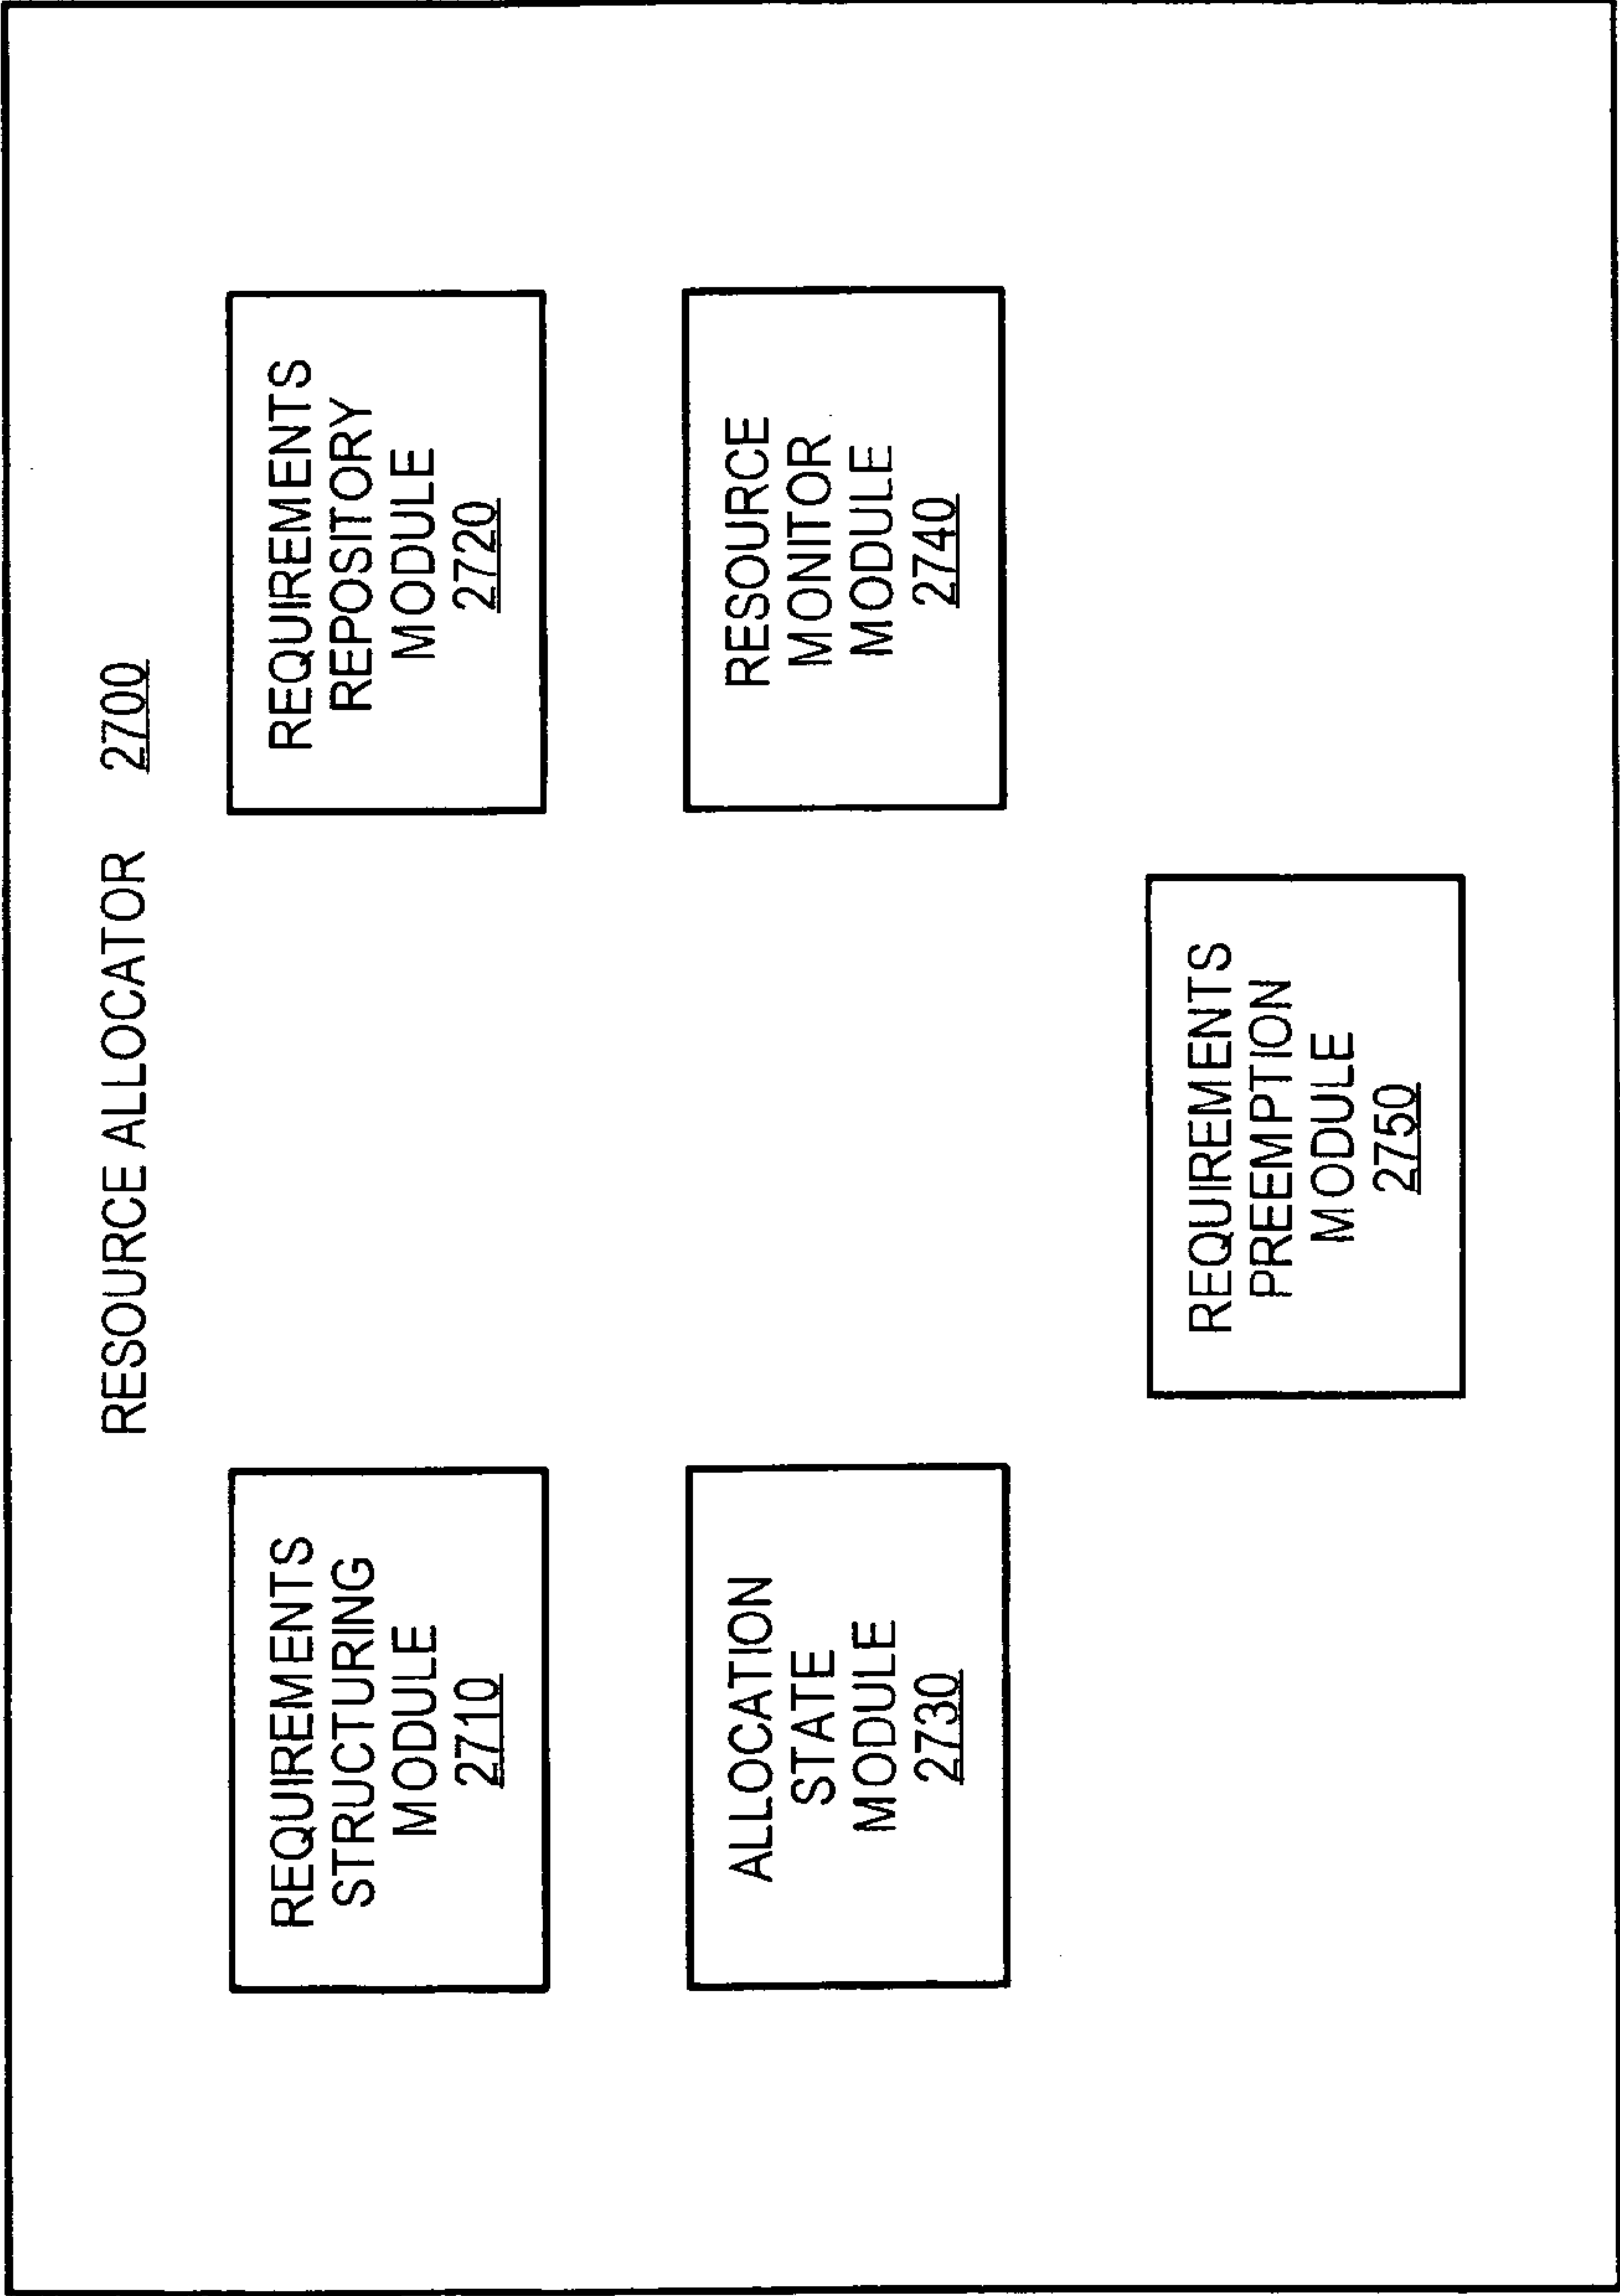 RESOURCE ALLOCATOR 2700
REQUIREMENTS
STRUCTURING
MODULE
2710
REQUIREMENTS
REPOSITORY
MODULE
2720
ALLOCATION
STATE
MODULE
2730
RESOURCE
MONITOR
MODULE
2740
REQUIREMENTS
PREEMPTION
MODULE
2750